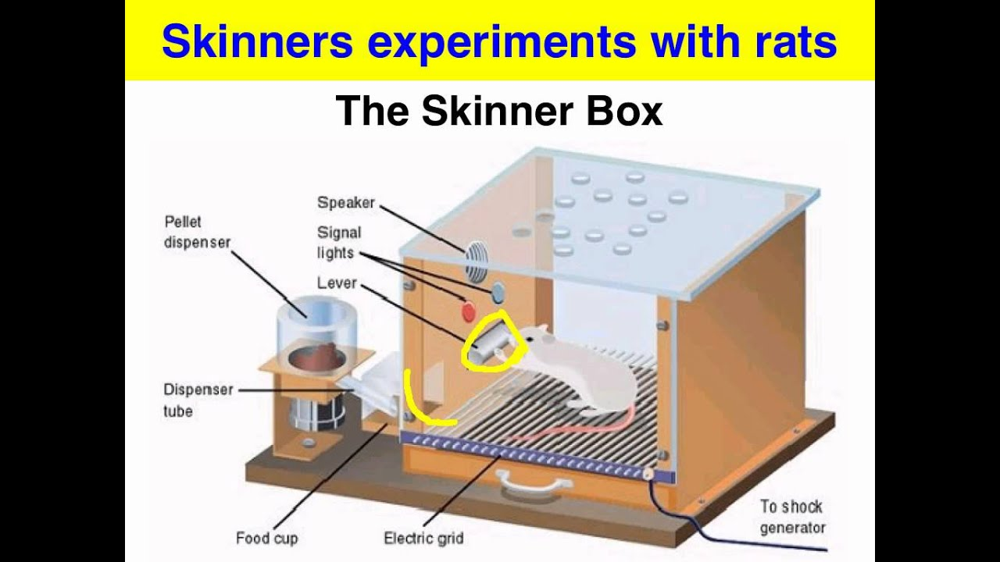 Skinners experiments with rats
The Skinner Box
Speaker
Pellet
dispenser
Signal
lights
Lever
Dispenser
tube
Food cup
Electric grid
To shock
generator